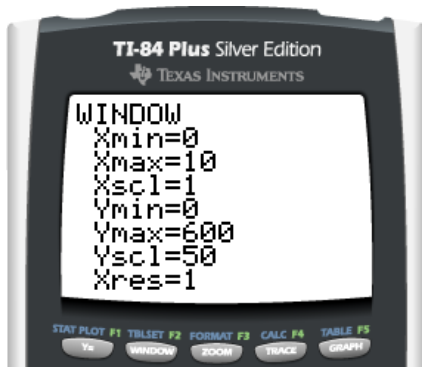 TI-84 Plus Silver Edition
TEXAS INSTRUMENTS
WINDOW
Xmin=0
Xmax=10
Xscl=1
Ymin=0
Ymax=600
Yscl=50
Xres=1
STAT PLOT F1 TBLSET F2 FORMAT F3 CALC F4 TABLE F5
Y= WINDOW ZOOM TRACE GRAPH